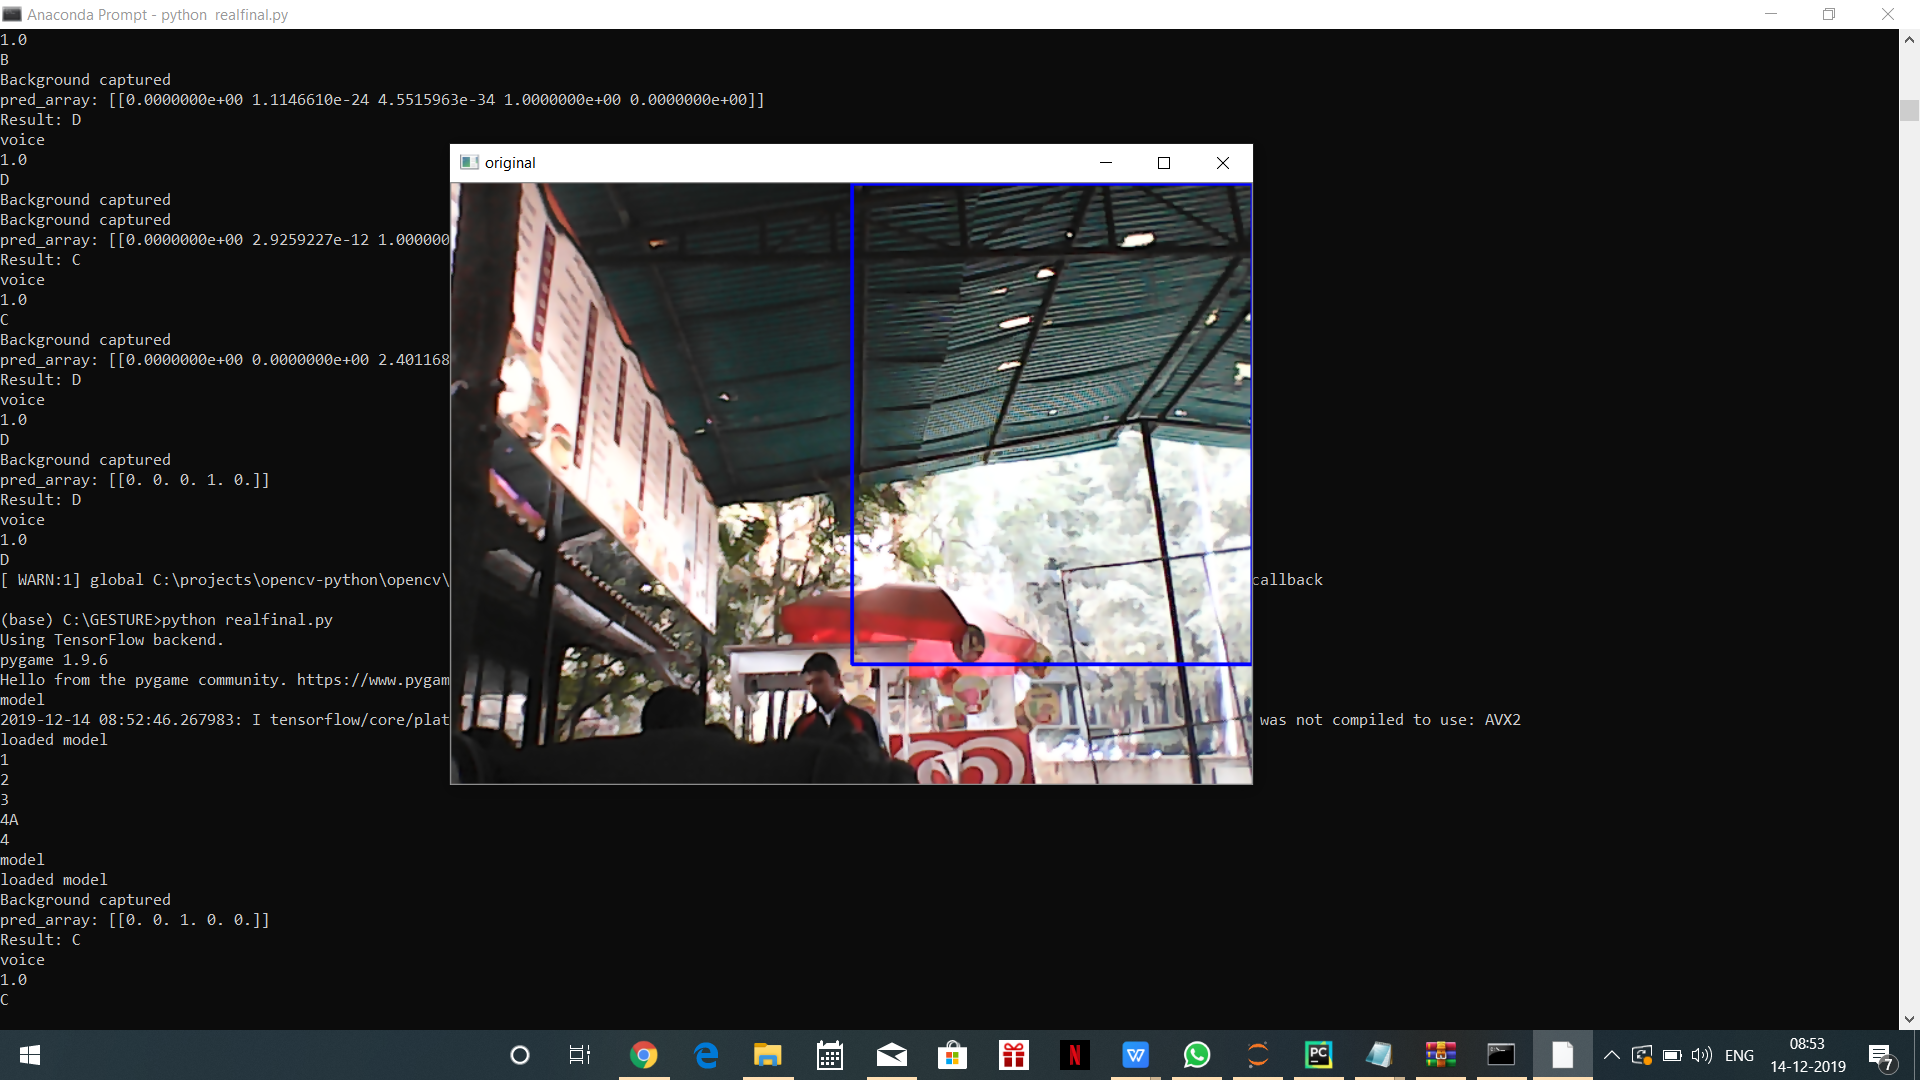 Anaconda Prompt - python  realfinal.py
1.0
B
Background captured
pred_array: [[0.0000000e+00 1.1146610e-24 4.5515963e-34 1.0000000e+00 0.0000000e+00]]
Result: D
voice
1.0
D
Background captured
Background captured
pred_array: [[0.0000000e+00 2.9259227e-12 1.000000
Result: C
voice
1.0
C
Background captured
pred_array: [[0.0000000e+00 0.0000000e+00 2.401168
Result: D
voice
1.0
D
Background captured
pred_array: [[0. 0. 0. 1. 0.]]
Result: D
voice
1.0
D
[ WARN:1] global C:\projects\opencv-python\opencv\ callback
(base) C:\GESTURE>python realfinal.py
Using TensorFlow backend.
pygame 1.9.6
Hello from the pygame community. https://www.pygam
model
2019-12-14 08:52:46.267983: I tensorflow/core/plat was not compiled to use: AVX2
loaded model
1
2
3
4A
4
model
loaded model
Background captured
pred_array: [[0. 0. 1. 0. 0.]]
Result: C
voice
1.0
C
original
ENG
08:53
14-12-2019
7